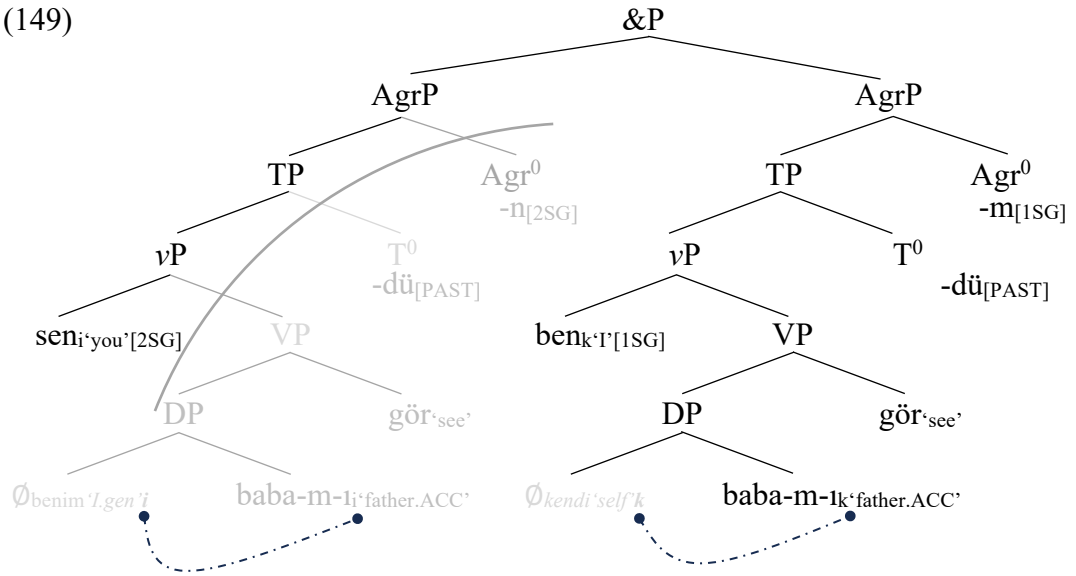 (149)
&P
AgrP AgrP
TP Agr⁰ TP Agr⁰
-n[2SG] -m[1SG]
vP T⁰ vP T⁰
-dü[PAST] -dü[PAST]
seni‘you’[2SG] VP benk‘I’[1SG] VP
DP gör‘see’ DP gör‘see’
Øbenim‘I.gen’i baba-m-ıi‘father.ACC’ Økendi‘self’k baba-m-ık‘father.ACC’